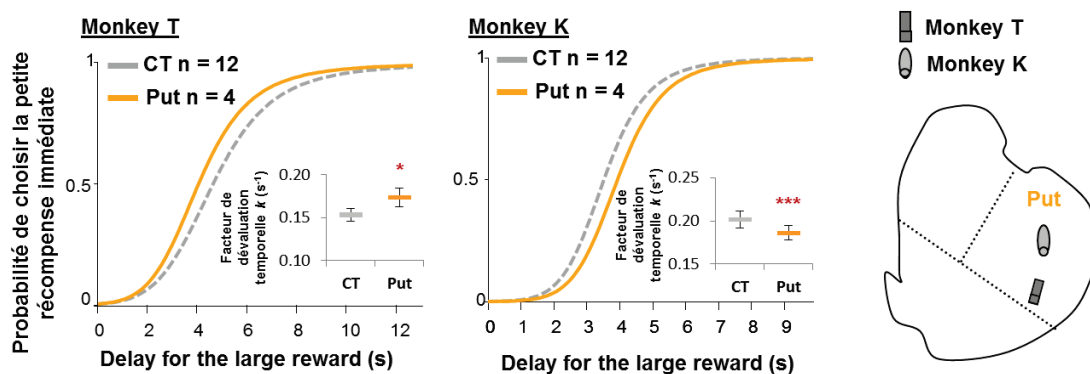 Monkey T
Probabilité de choisir la petite
récompense immédiate
1
0.5
0
CT n = 12
Put n = 4
Facteur de
dévaluation
temporelle k (s-1)
0.20
0.15
0.10
*
CT Put
0 2 4 6 8 10 12
Delay for the large reward (s)
Monkey K
1
0.5
0
CT n = 12
Put n = 4
Facteur de
dévaluation
temporelle k (s-1)
0.25
0.20
0.15
***
CT Put
0 1 2 3 4 5 6 7 8 9
Delay for the large reward (s)
Monkey T
Monkey K
Put